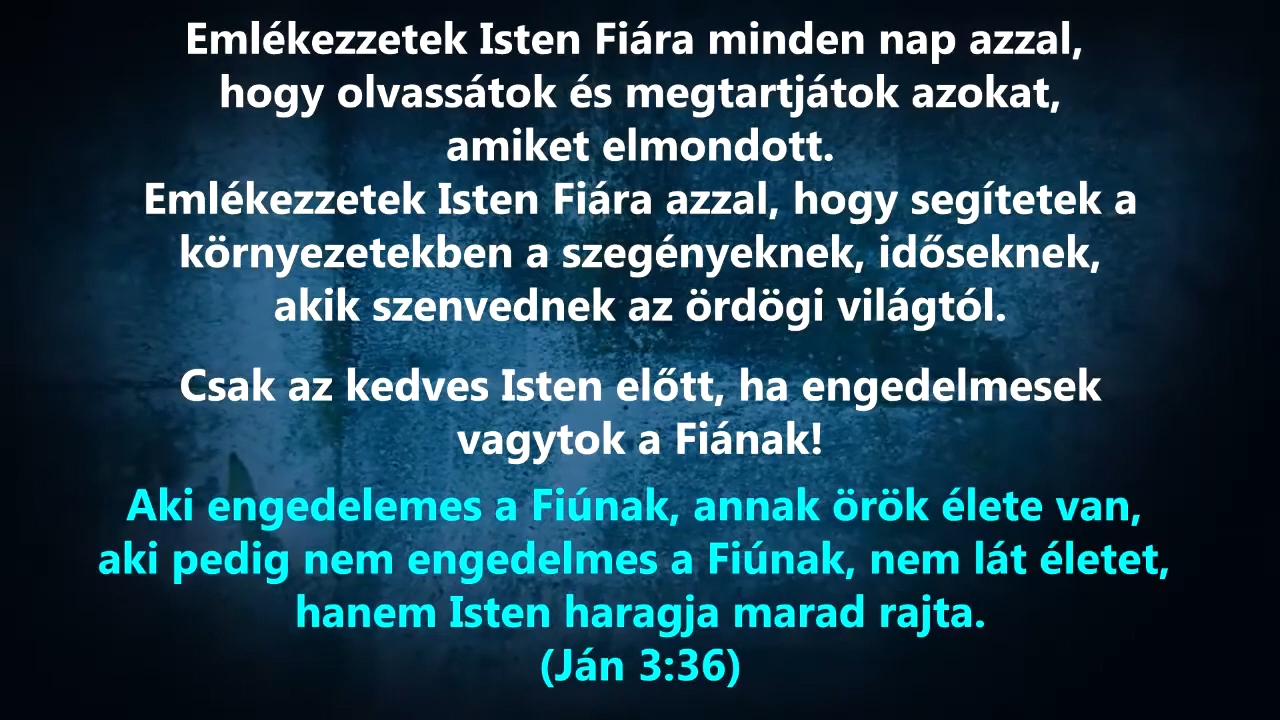 Emlékezzetek Isten Fiára minden nap azzal,
hogy olvassátok és megtartjátok azokat,
amiket elmondott.
Emlékezzetek Isten Fiára azzal, hogy segítetek a
környezetekben a szegényeknek, időseknek,
akik szenvednek az ördögi világtól.
Csak az kedves Isten előtt, ha engedelmesek
vagytok a Fiának!
Aki engedelemes a Fiúnak, annak örök élete van,
aki pedig nem engedelmes a Fiúnak, nem lát életet,
hanem Isten haragja marad rajta.
(Ján 3:36)